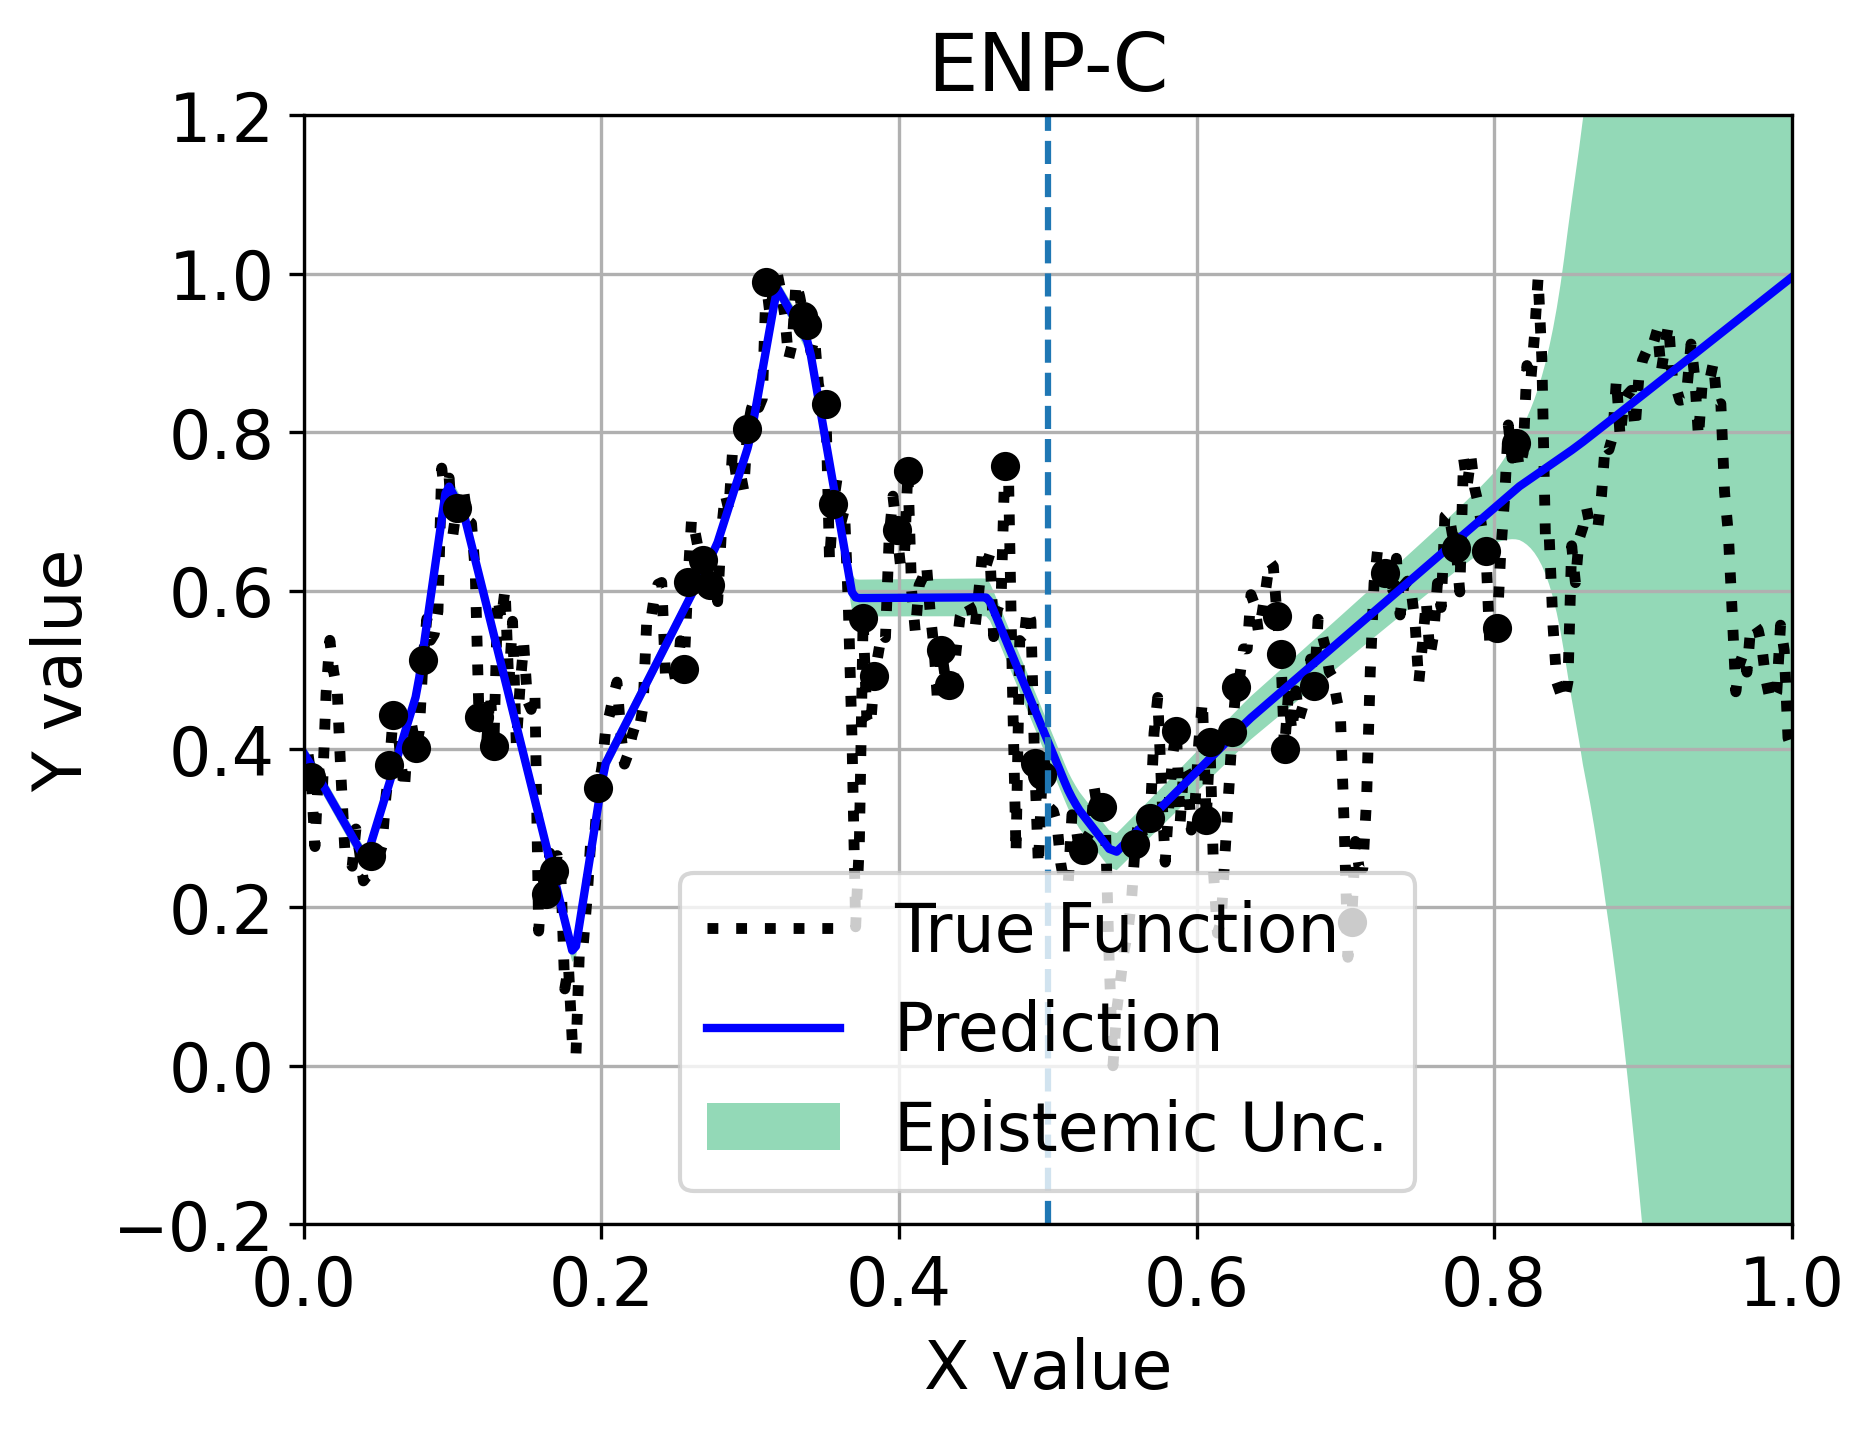 ENP-C
1.2
1.0
0.8
0.6
0.4
0.2
0.0
−0.2
Y value
True Function
Prediction
Epistemic Unc.
0.0 0.2 0.4 0.6 0.8 1.0
X value